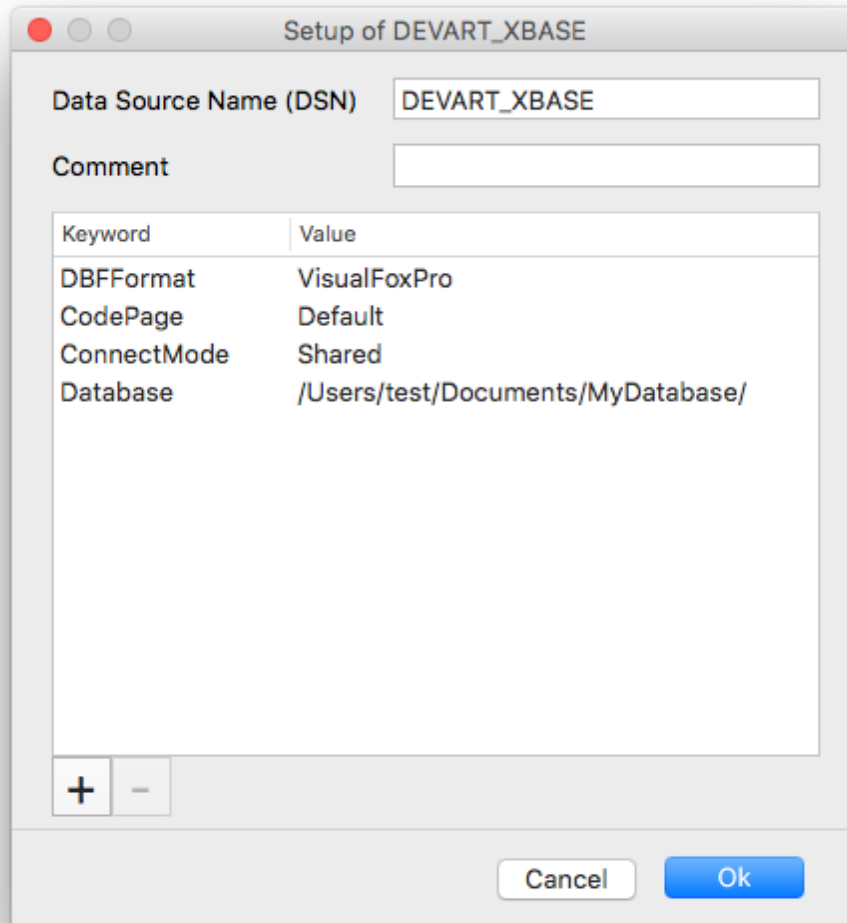 Setup of DEVART_XBASE
Data Source Name (DSN) DEVART_XBASE
Comment
Keyword Value
DBFFormat VisualFoxPro
CodePage Default
ConnectMode Shared
Database /Users/test/Documents/MyDatabase/
+ -
Cancel Ok